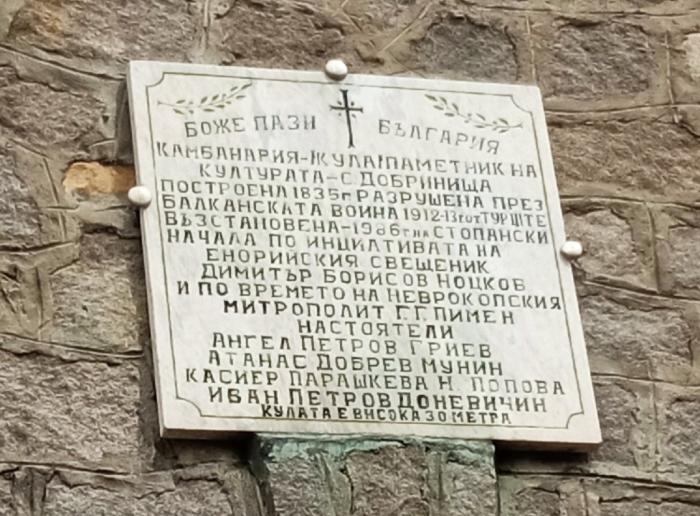 БОЖЕ ПАЗИ БЪЛГАРИЯ
КАМБАНАРИЯ-КУЛА!ПАМЕТНИК НА
КУЛТУРАТА-С.ДОБРИНИЩА
ПОСТРОЕНА 1835г РАЗРУШЕНА ПРЕЗ
БАЛКАНСКАТА ВОЙНА 1912-13г от ТУРЦИТЕ
ВЪЗСТАНОВЕНА-1986г на СТОПАНСКИ
НАЧАЛА ПО ИНЦИАТИВАТА НА
ЕНОРИЙСКИЯ СВЕЩЕНИК
ДИМИТЪР БОРИСОВ НОЦКОВ
И ПО ВРЕМЕТО НА НЕВРОКОПСКИЯ
МИТРОПОЛИТ Г.Г.ПИМЕН
НАСТОЯТЕЛИ
АНГЕЛ ПЕТРОВ ГРИЕВ
АТАНАС ДОБРЕВ МУНИН
КАСИЕР ПАРАШКЕВА Н. ПОПОВА
ИВАН ПЕТРОВ ДОНЕВИЧИН
КУЛАТА Е ВИСОКА 30 МЕТРА